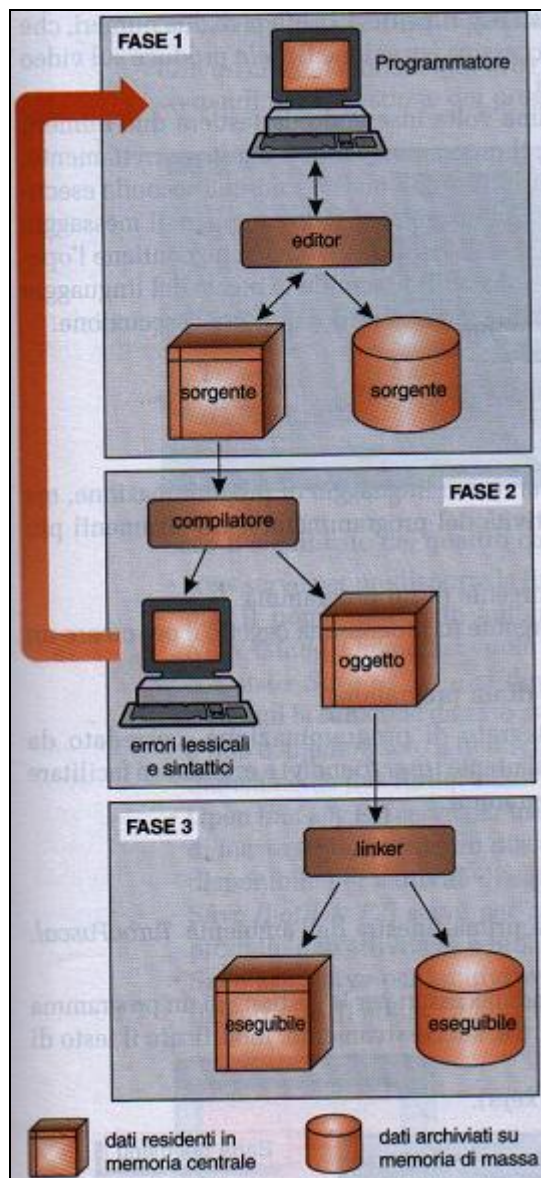 FASE 1
Programmatore
editor
sorgente
sorgente
FASE 2
compilatore
oggetto
errori lessicali
e sintattici
FASE 3
linker
eseguibile
eseguibile
dati residenti in
memoria centrale
dati archiviati su
memoria di massa